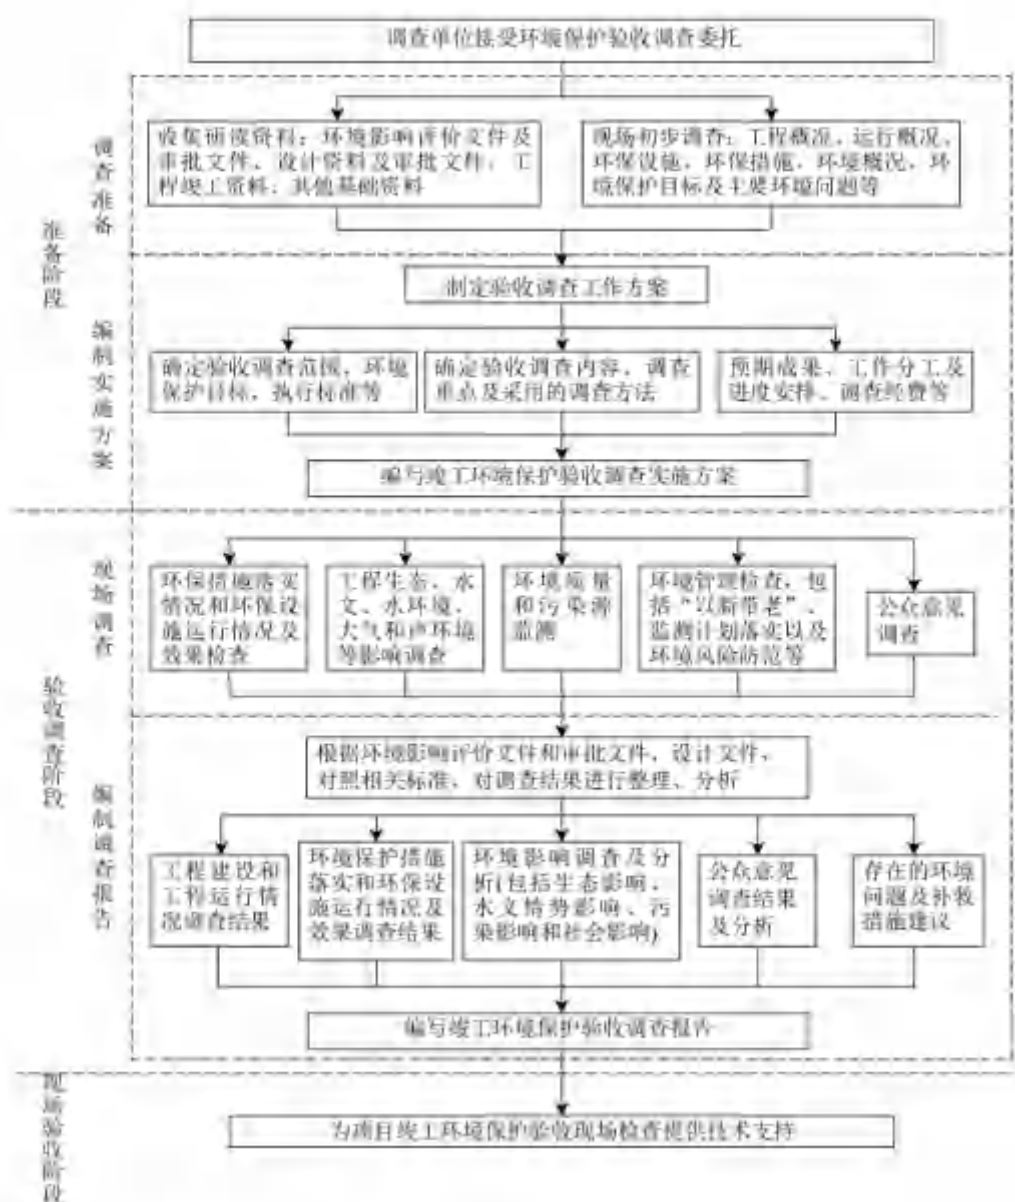 调查单位接受环境保护验收调查委托
准备阶段
调查准备
收集研读资料：环境影响评价文件及
审批文件、设计资料及审批文件、工
程竣工资料、其他基础资料
现场初步调查：工程概况、运行概况、
环保设施、环保措施、环境概况、环
境保护目标及主要环境问题等
编制实施方案
制定验收调查工作方案
确定验收调查范围、环境
保护目标、执行标准等
确定验收调查内容、调查
重点及采用的调查方法
预期成果、工作分工及
进度安排、调查经费等
编写竣工环境保护验收调查实施方案
验收调查阶段
现场调查
环保措施落实
情况和环保设
施运行情况及
效果检查
工程生态、水
文、水环境、
大气和声环境
等影响调查
环境质量
和污染源
监测
环境管理检查，包
括“以新带老”、
监测计划落实以及
环境风险防范等
公众意见
调查
编制调查报告
根据环境影响评价文件和审批文件、设计文件，
对照相关标准、对调查结果进行整理、分析
工程建设和
工程运行情
况调查结果
环境保护措施
落实和环保设
施运行情况及
效果调查结果
环境影响调查及分
析(包括生态影响、
水文情势影响、污
染影响和社会影响)
公众意见
调查结果
及分析
存在的环境
问题及补救
措施建议
编写竣工环境保护验收调查报告
现场验收阶段
为项目竣工环境保护验收现场检查提供技术支持